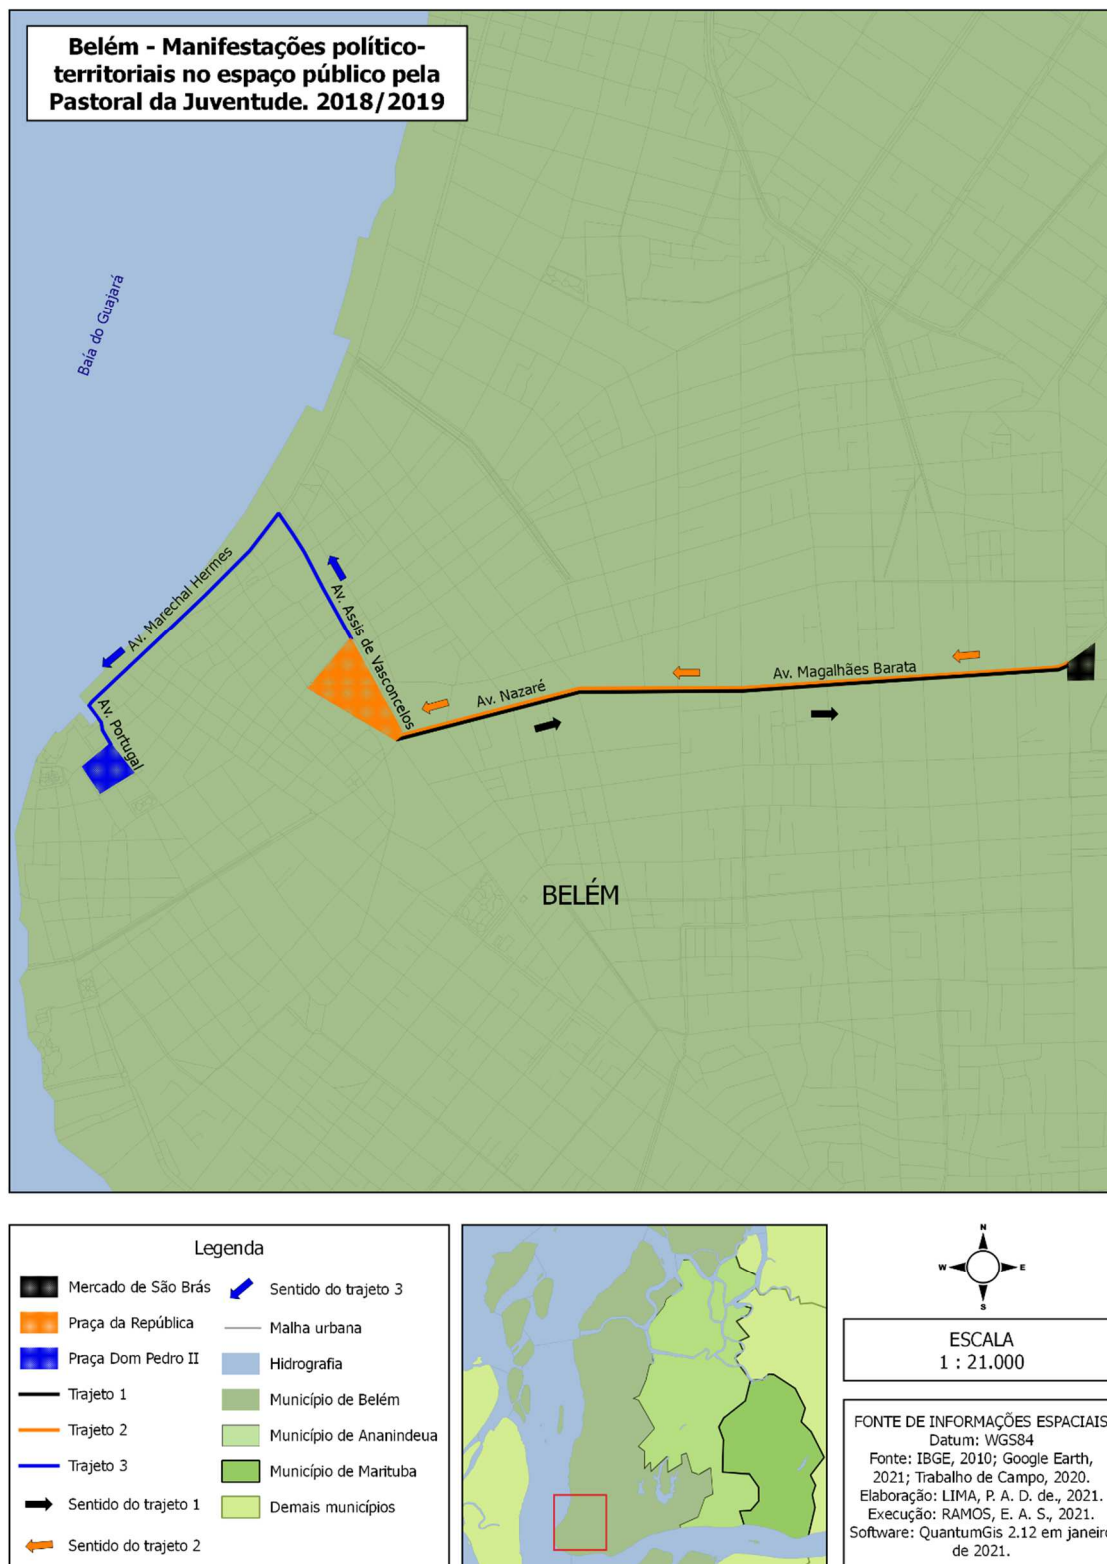 Belém - Manifestações político-
territoriais no espaço público pela
Pastoral da Juventude. 2018/2019
Baía do Guajará
Av. Marechal Hermes
Av. Assis de Vasconcelos
Av. Portugal
Av. Nazaré
Av. Magalhães Barata
BELÉM
Legenda
Mercado de São Brás
Praça da República
Praça Dom Pedro II
Trajeto 1
Trajeto 2
Trajeto 3
Sentido do trajeto 1
Sentido do trajeto 2
Sentido do trajeto 3
Malha urbana
Hidrografia
Município de Belém
Município de Ananindeua
Município de Marituba
Demais municípios
N
W
E
S
ESCALA
1 : 21.000
FONTE DE INFORMAÇÕES ESPACIAIS
Datum: WGS84
Fonte: IBGE, 2010; Google Earth,
2021; Trabalho de Campo, 2020.
Elaboração: LIMA, P. A. D. de., 2021.
Execução: RAMOS, E. A. S., 2021.
Software: QuantumGis 2.12 em janeiro
de 2021.